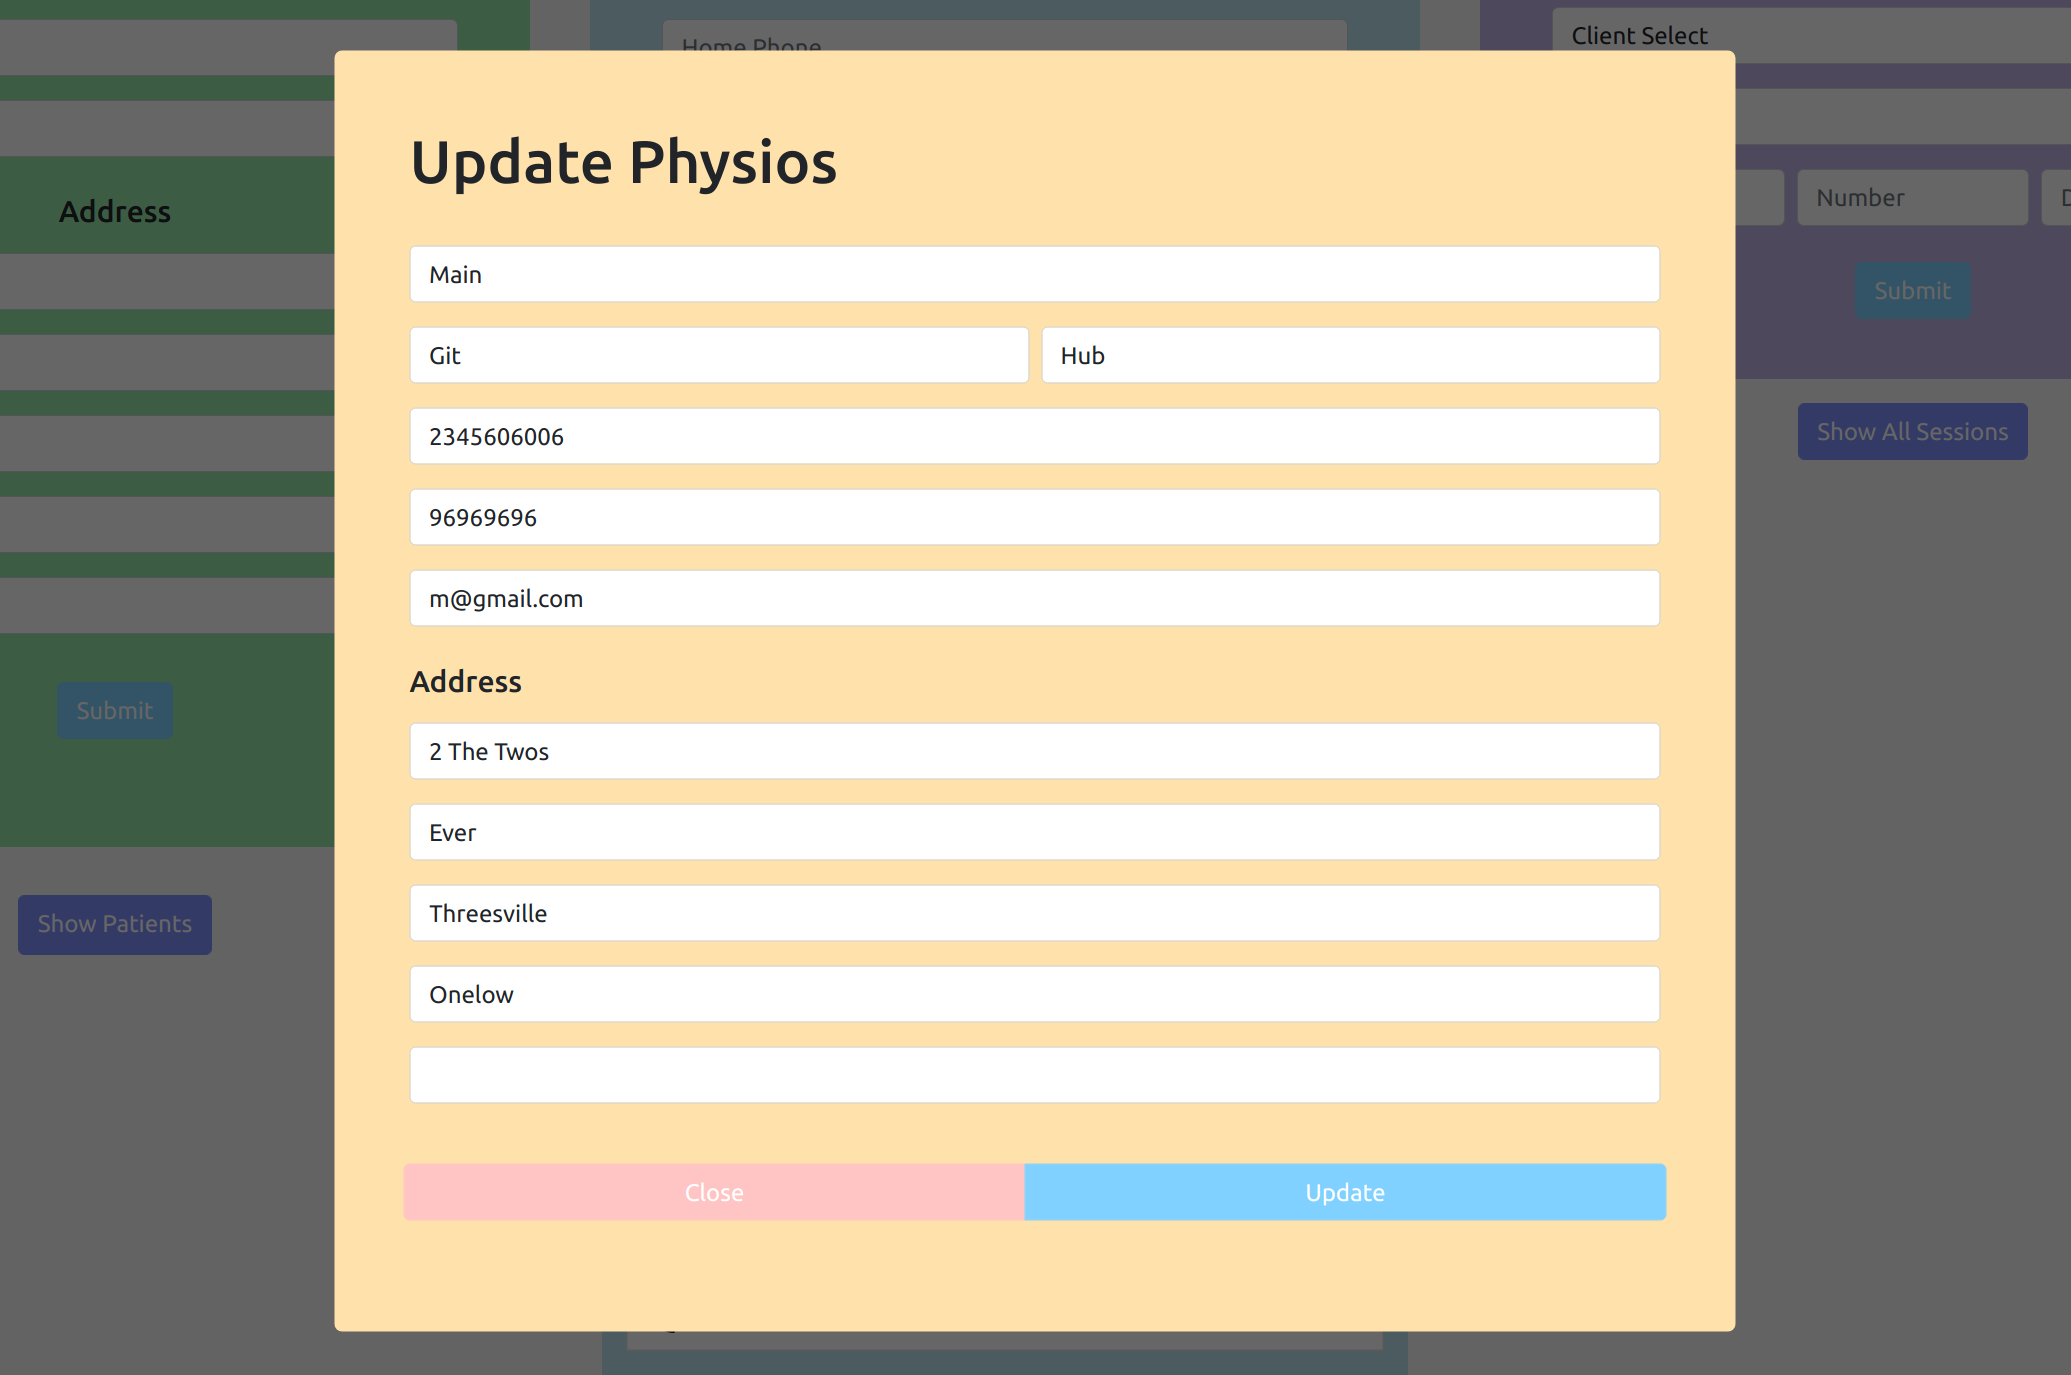 Home Phone
Client Select
Update Physios
Address
Number
Main
Submit
Git
Hub
2345606006
Show All Sessions
96969696
m@gmail.com
Address
Submit
2 The Twos
Ever
Threesville
Show Patients
Onelow
Close
Update